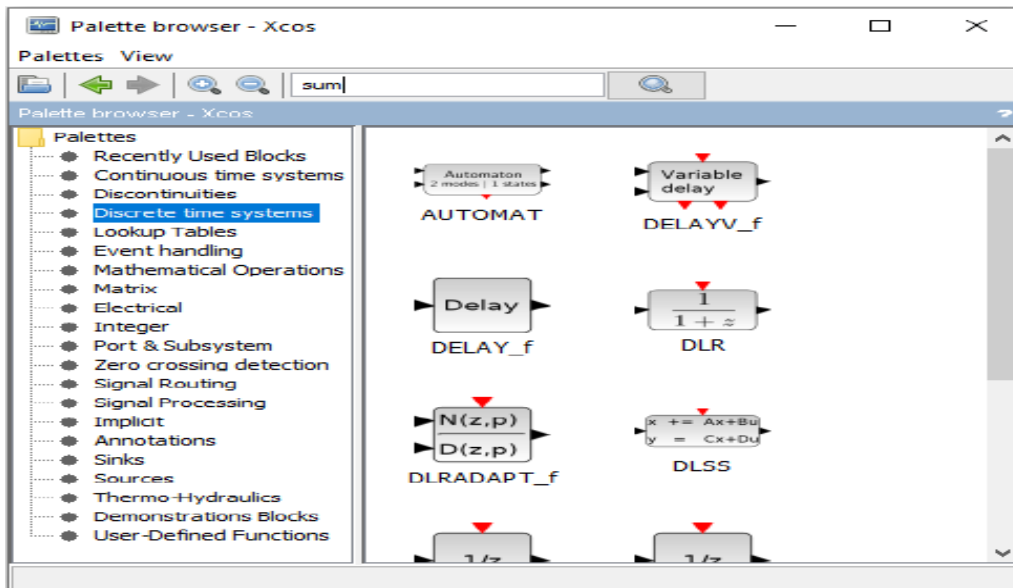 Palette browser - Xcos
Palettes View
sum
Palette browser - Xcos ?
Palettes
Recently Used Blocks
Continuous time systems
Discontinuities
Discrete time systems
Lookup Tables
Event handling
Mathematical Operations
Matrix
Electrical
Integer
Port & Subsystem
Zero crossing detection
Signal Routing
Signal Processing
Implicit
Annotations
Sinks
Sources
Thermo-Hydraulics
Demonstrations Blocks
User-Defined Functions
Automaton
2 modes | 1 states
AUTOMAT
Variable
delay
DELAYV_f
Delay
DELAY_f
1
1 + z
DLR
N(z,p)
D(z,p)
DLRADAPT_f
x += Ax+Bu
y = Cx+Du
DLSS
1/z
1/z